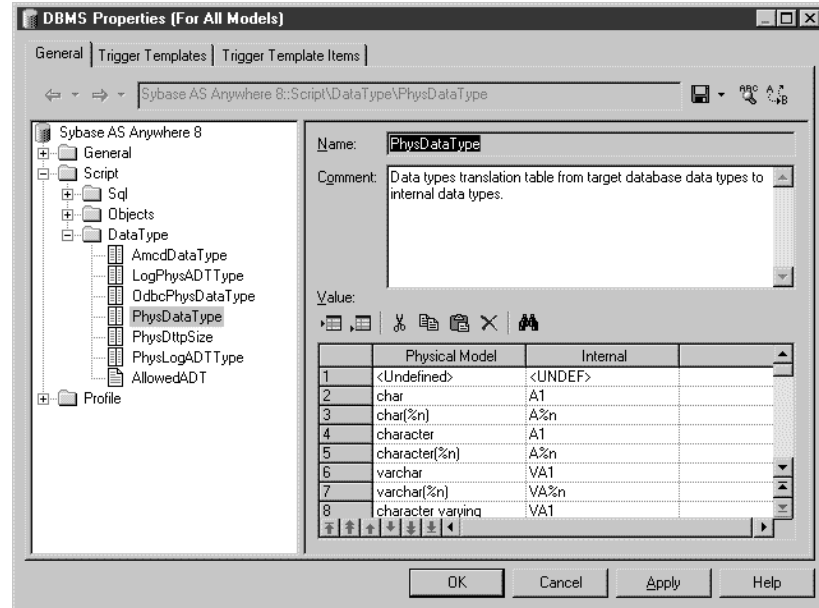 DBMS Properties (For All Models)
General
Trigger Templates
Trigger Template Items
Sybase AS Anywhere 8::Script\DataType\PhysDataType
Sybase AS Anywhere 8
General
Script
Sql
Objects
DataType
AmcdDataType
LogPhysADTType
OdbcPhysDataType
PhysDataType
PhysDttpSize
PhysLogADTType
AllowedADT
Profile
Name: PhysDataType
Comment: Data types translation table from target database data types to
internal data types.
Value:
Physical Model Internal
1 <Undefined> <UNDEF>
2 char A1
3 char(%n) A%n
4 character A1
5 character(%n) A%n
6 varchar VA1
7 varchar(%n) VA%n
8 character varying VA1
OK Cancel Apply Help